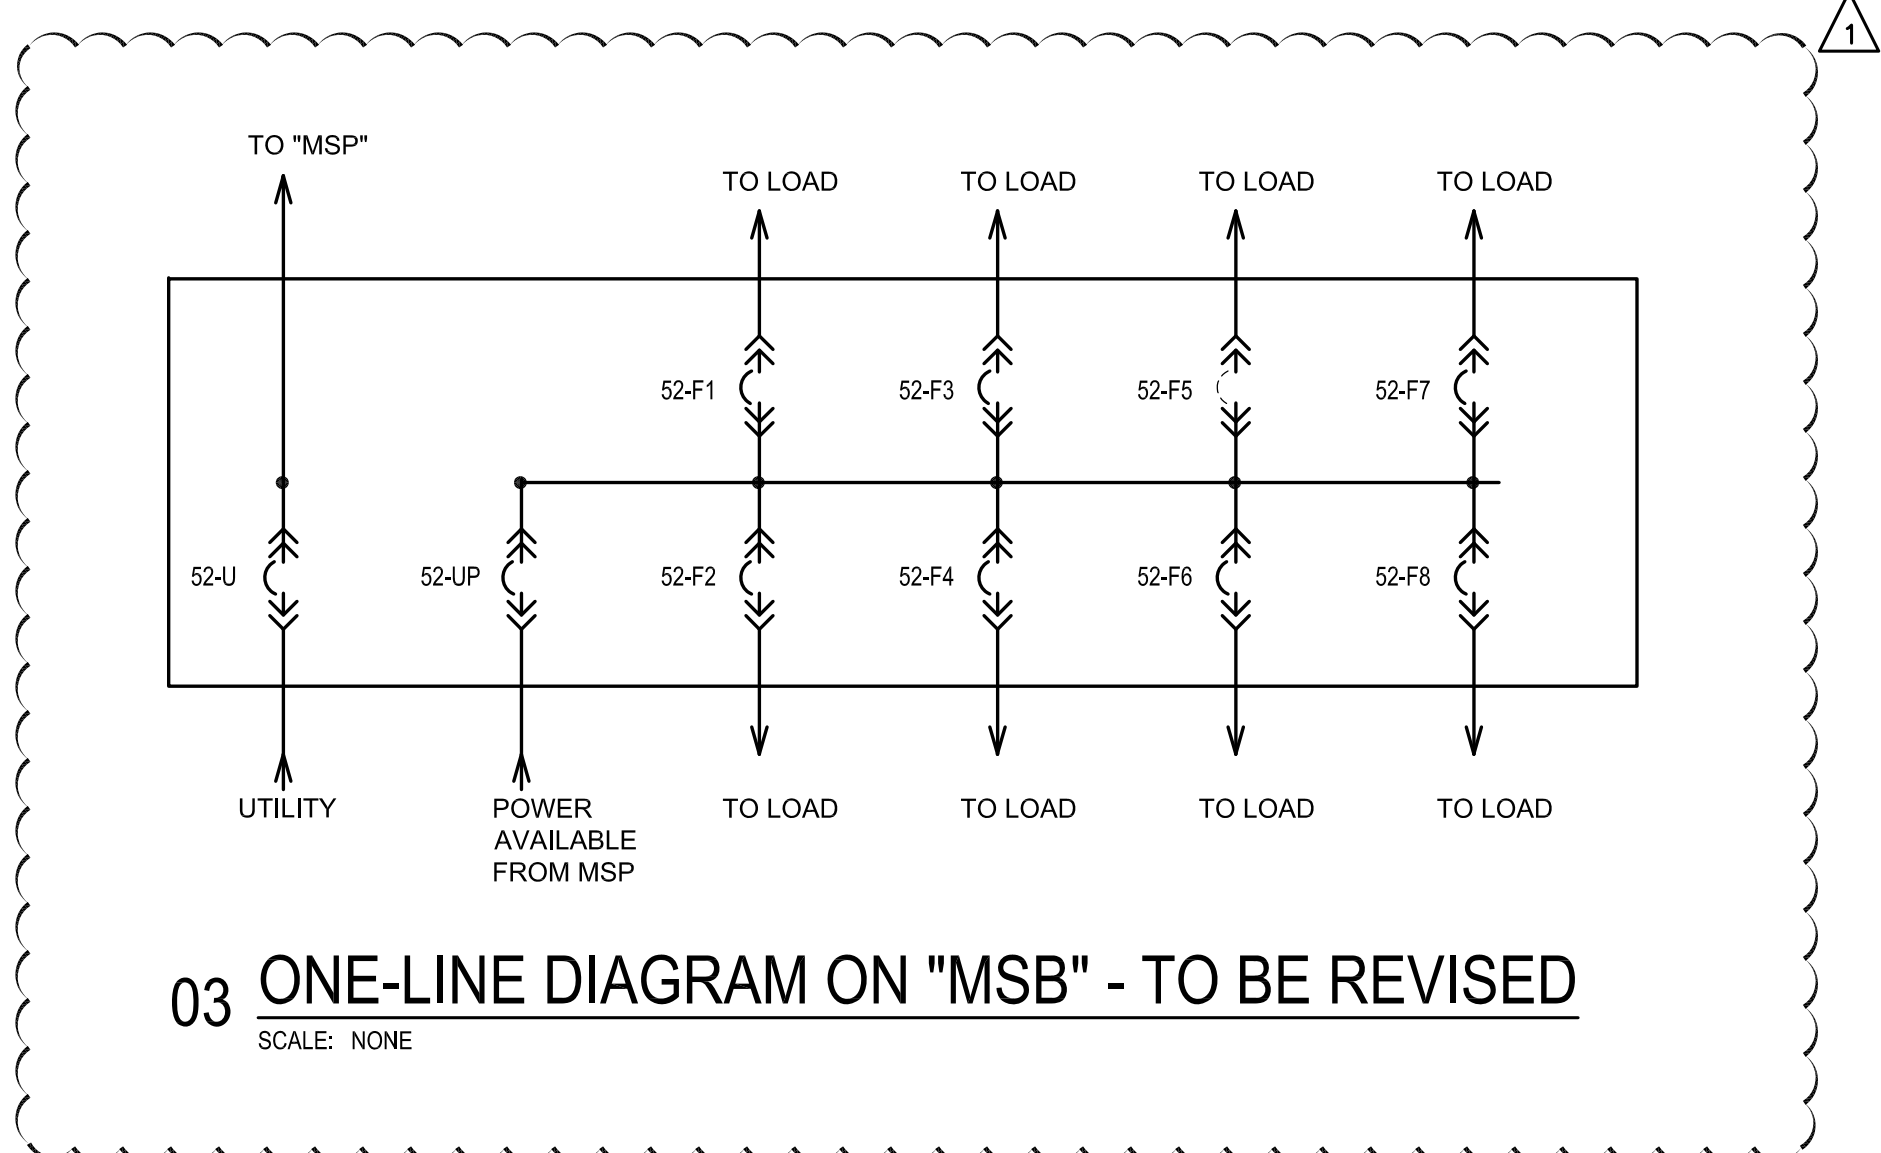 1
TO "MSP"
TO LOAD
TO LOAD
TO LOAD
TO LOAD
52-F1
52-F3
52-F5
52-F7
52-U
52-UP
52-F2
52-F4
52-F6
52-F8
UTILITY
POWER
AVAILABLE
FROM MSP
TO LOAD
TO LOAD
TO LOAD
TO LOAD
03 ONE-LINE DIAGRAM ON "MSB" - TO BE REVISED
SCALE: NONE